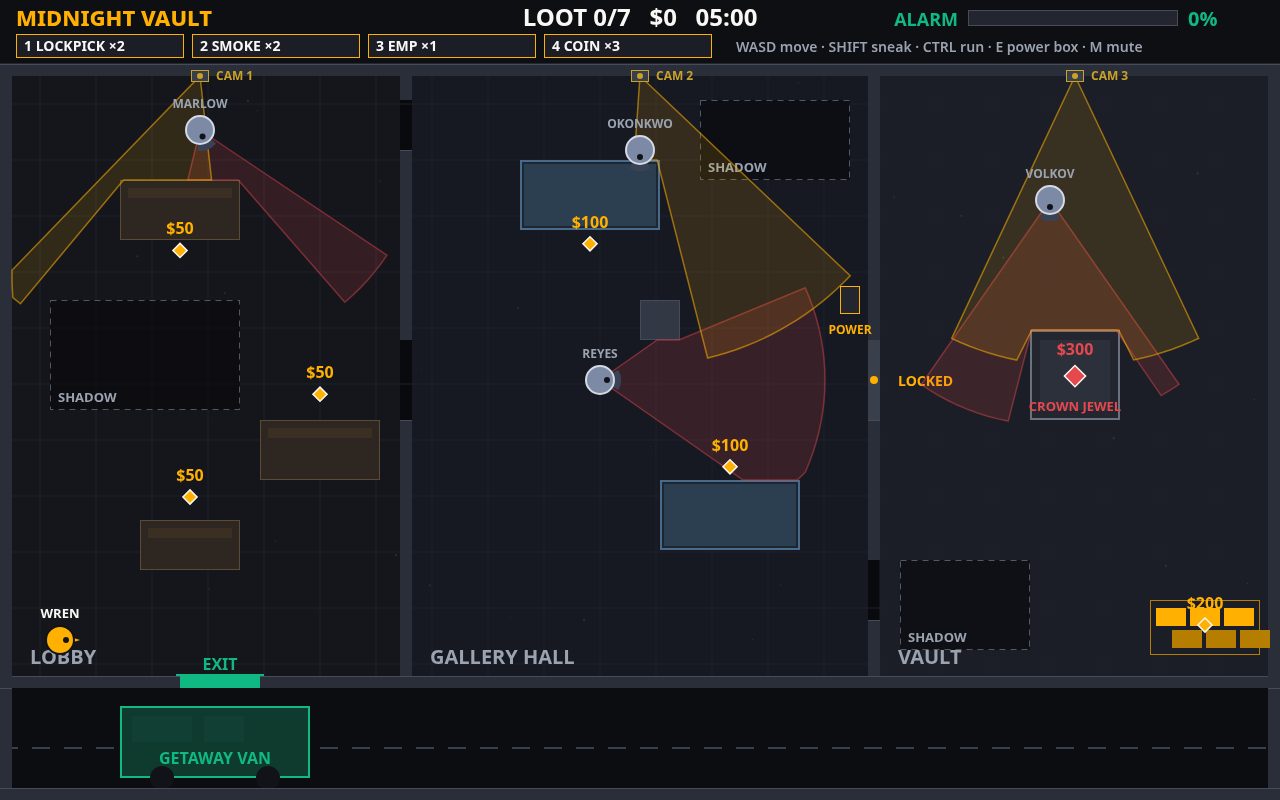 MIDNIGHT VAULT
LOOT 0/7 $0 05:00
ALARM 0%
1 LOCKPICK ×2
2 SMOKE ×2
3 EMP ×1
4 COIN ×3
WASD move · SHIFT sneak · CTRL run · E power box · M mute
CAM 1
CAM 2
CAM 3
MARLOW
OKONKWO
SHADOW
VOLKOV
$50
$100
POWER
$300
REYES
LOCKED
SHADOW
$50
CROWN JEWEL
$100
$50
WREN
$200
SHADOW
LOBBY
EXIT
GALLERY HALL
VAULT
GETAWAY VAN